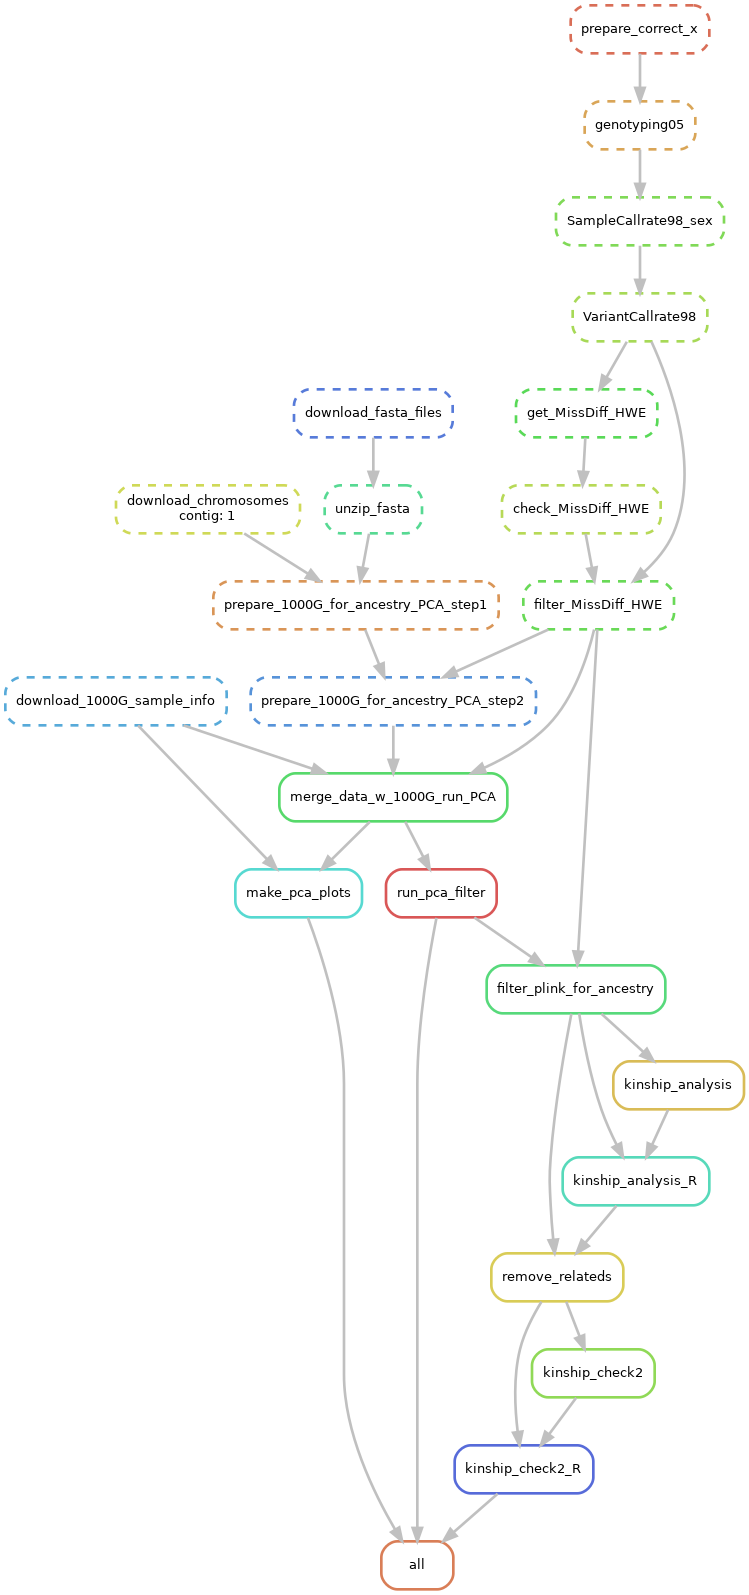 prepare_correct_x
genotyping05
SampleCallrate98_sex
VariantCallrate98
download_fasta_files
get_MissDiff_HWE
download_chromosomes
contig: 1
unzip_fasta
check_MissDiff_HWE
prepare_1000G_for_ancestry_PCA_step1
filter_MissDiff_HWE
download_1000G_sample_info
prepare_1000G_for_ancestry_PCA_step2
merge_data_w_1000G_run_PCA
make_pca_plots
run_pca_filter
filter_plink_for_ancestry
kinship_analysis
kinship_analysis_R
remove_relateds
kinship_check2
kinship_check2_R
all